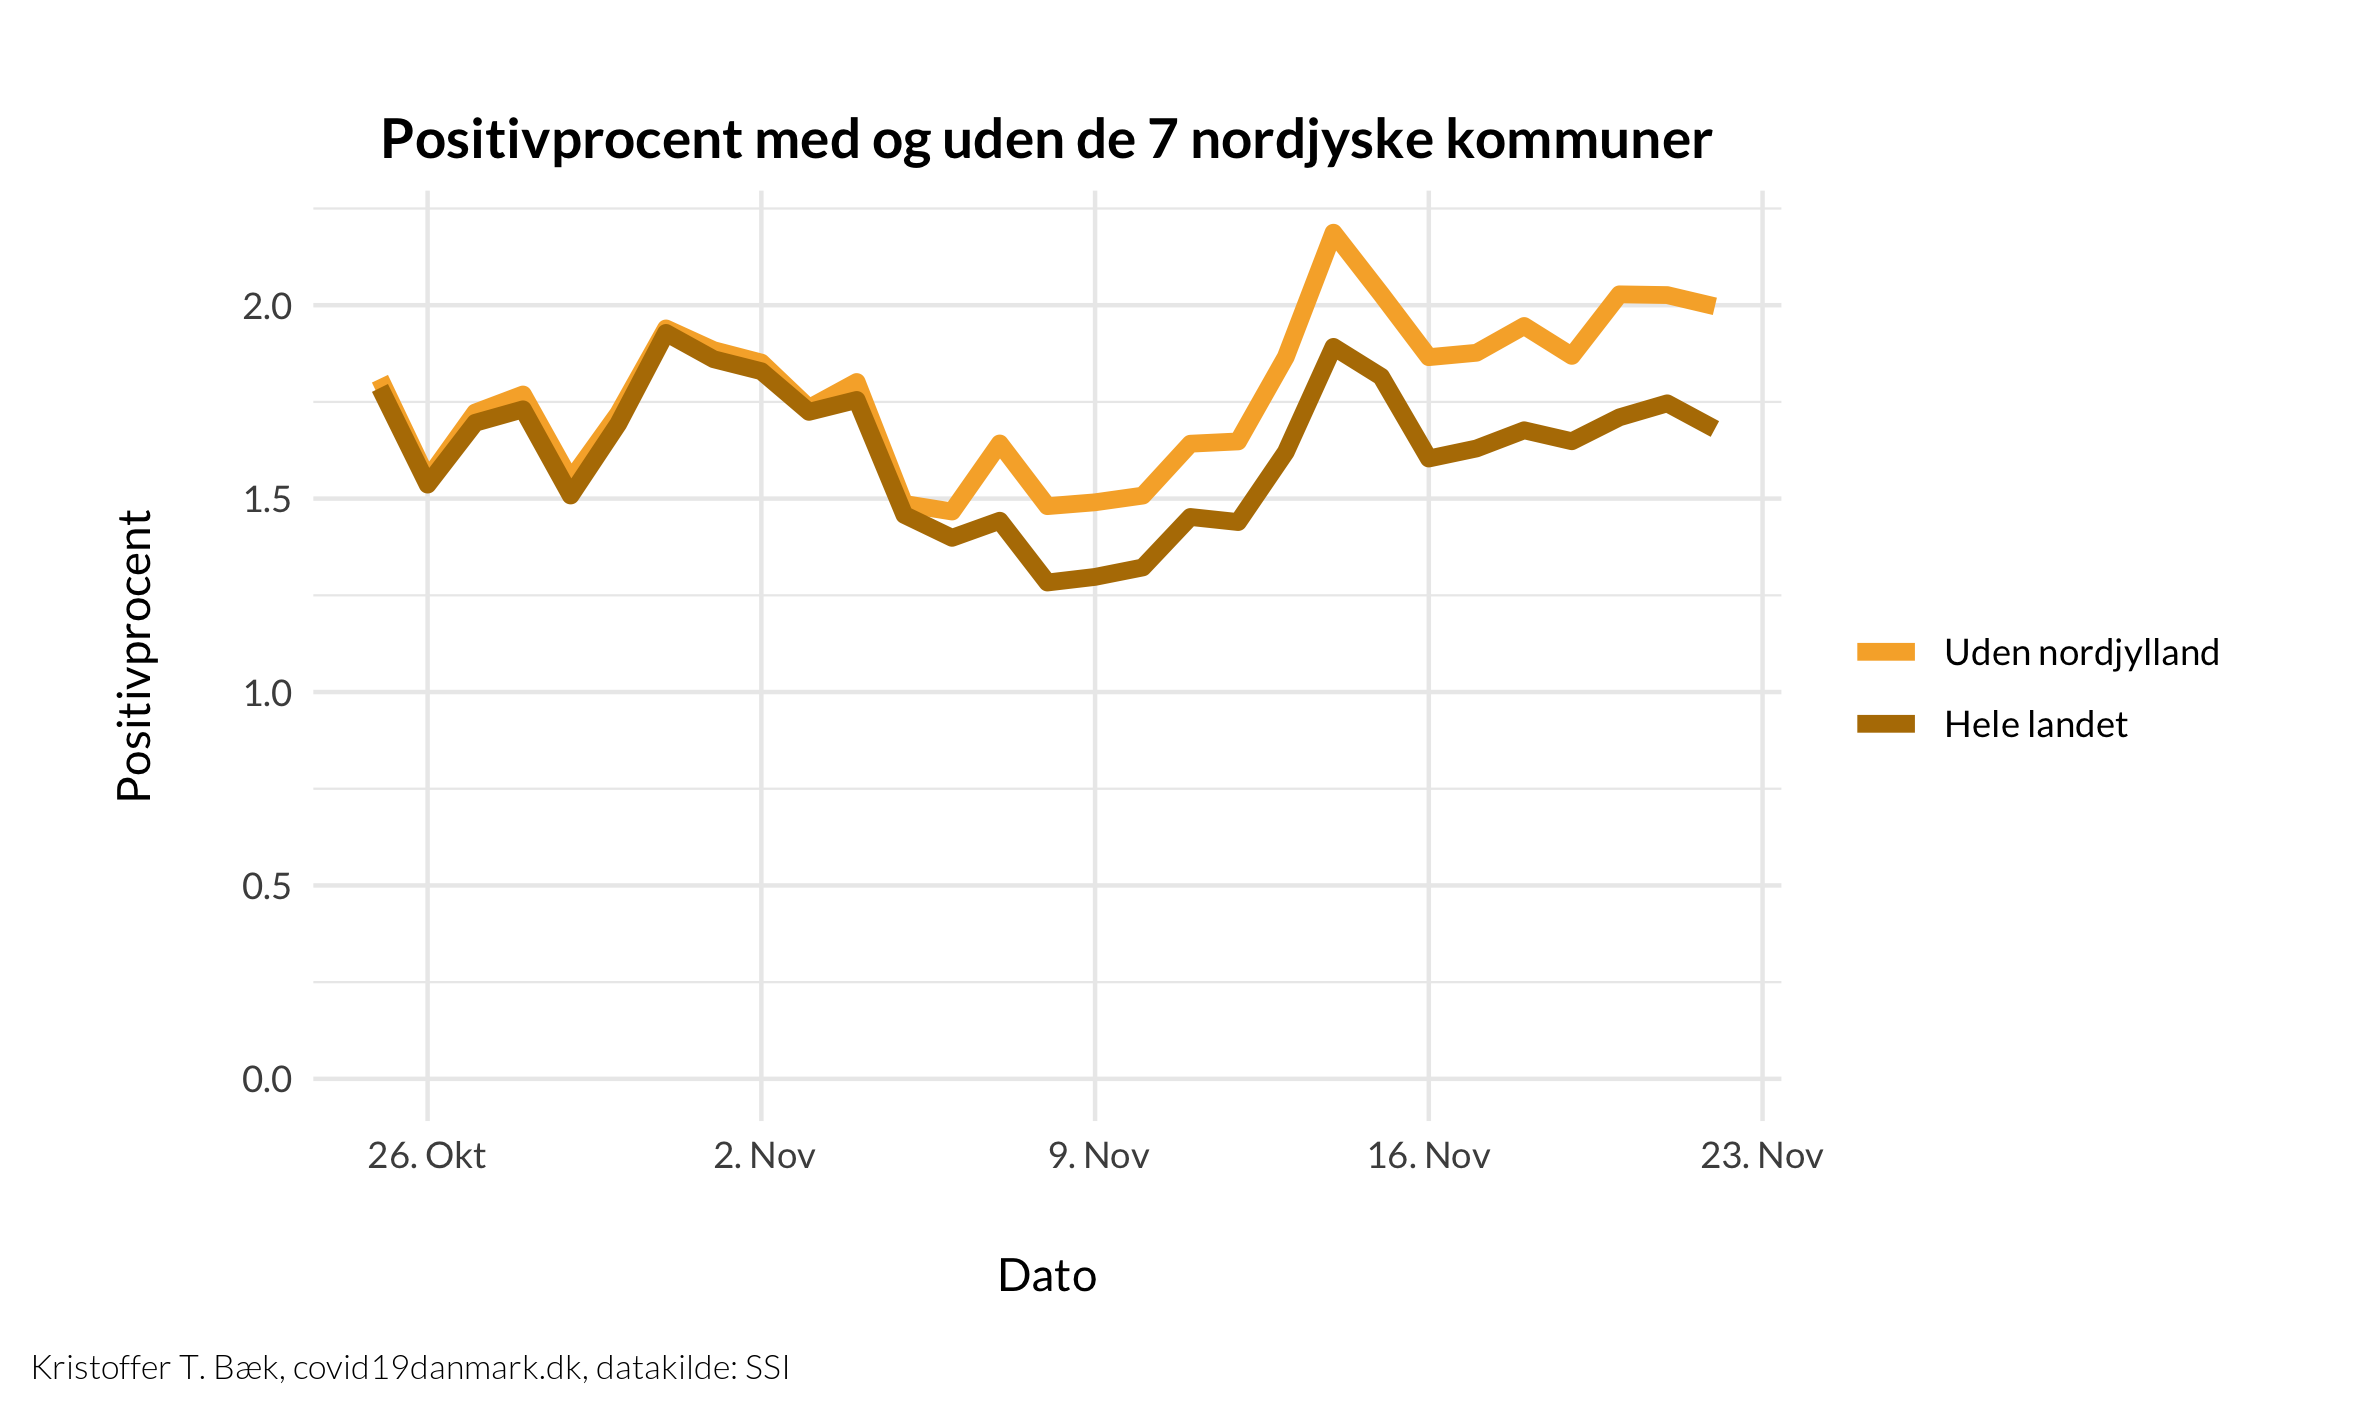 Positivprocent med og uden de 7 nordjyske kommuner
Positivprocent
2.0
1.5
1.0
0.5
0.0
26. Okt
2. Nov
9. Nov
16. Nov
23. Nov
Dato
Uden nordjylland
Hele landet
Kristoffer T. Bæk, covid19danmark.dk, datakilde: SSI